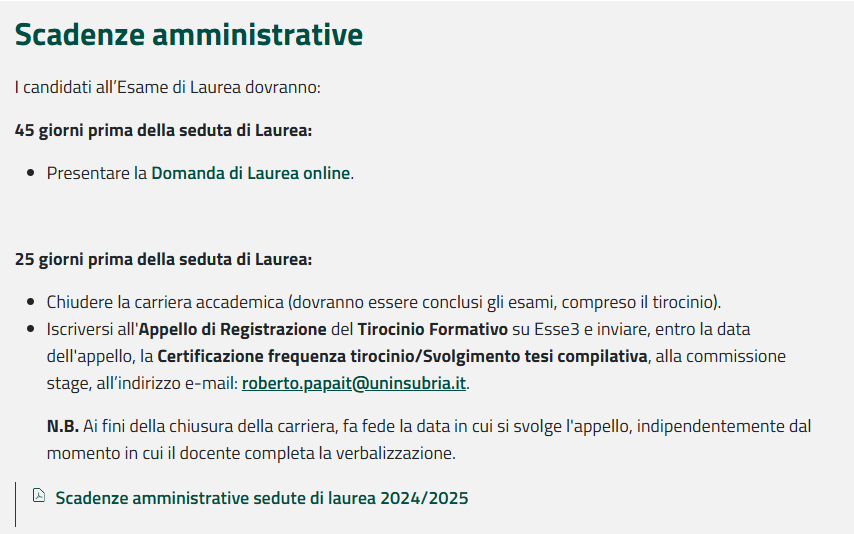 Scadenze amministrative
I candidati all’Esame di Laurea dovranno:
45 giorni prima della seduta di Laurea:
Presentare la Domanda di Laurea online.
25 giorni prima della seduta di Laurea:
Chiudere la carriera accademica (dovranno essere conclusi gli esami, compreso il tirocinio).
Iscriversi all'Appello di Registrazione del Tirocinio Formativo su Esse3 e inviare, entro la data
dell'appello, la Certificazione frequenza tirocinio/Svolgimento tesi compilativa, alla commissione
stage, all’indirizzo e-mail: roberto.papait@uninsubria.it.
N.B. Ai fini della chiusura della carriera, fa fede la data in cui si svolge l'appello, indipendentemente dal
momento in cui il docente completa la verbalizzazione.
Scadenze amministrative sedute di laurea 2024/2025